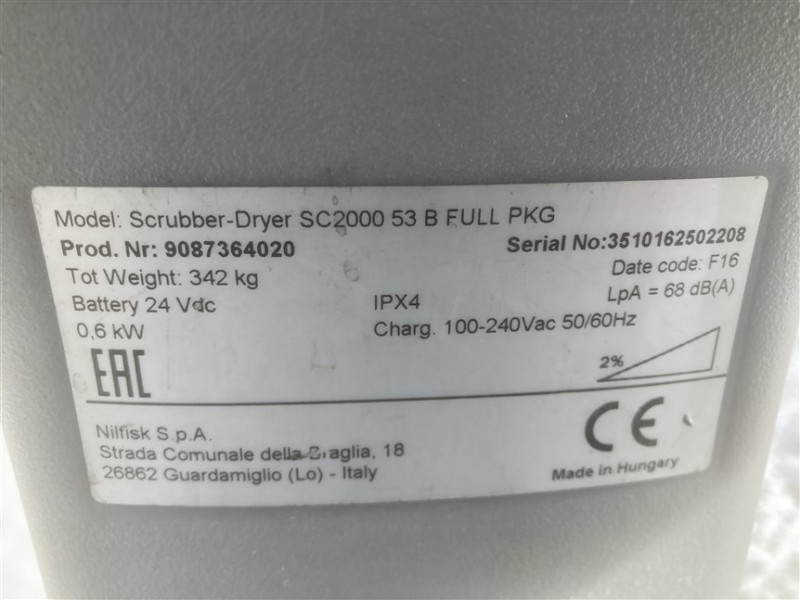 Model: Scrubber-Dryer SC2000 53 B FULL PKG
Prod. Nr: 9087364020
Serial No:3510162502208
Tot Weight: 342 kg
Date code: F16
Battery 24 Vdc
IPX4
LpA = 68 dB(A)
0,6 kW
Charg. 100-240Vac 50/60Hz
2%
EAC
CE
Nilfisk S.p.A.
Strada Comunale della 18
26862 Guardamiglio (Lo) - Italy
Made in Hungary